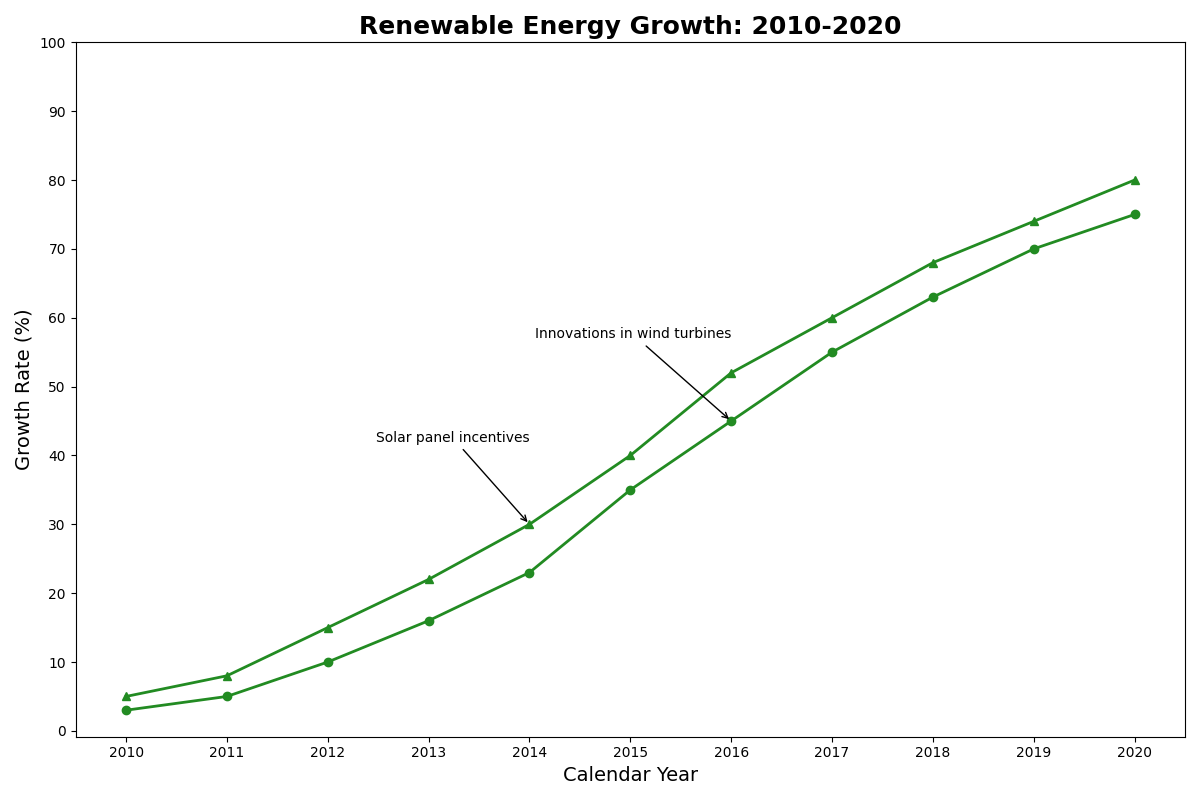 Renewable Energy Growth: 2010-2020
Growth Rate (%)
100
90
80
70
60
50
40
30
20
10
0
Innovations in wind turbines
Solar panel incentives
2010 2011 2012 2013 2014 2015 2016 2017 2018 2019 2020
Calendar Year